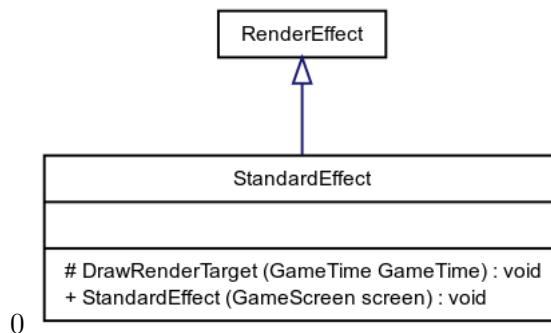 RenderEffect
StandardEffect
# DrawRenderTarget (GameTime GameTime) : void
+ StandardEffect (GameScreen screen) : void
0